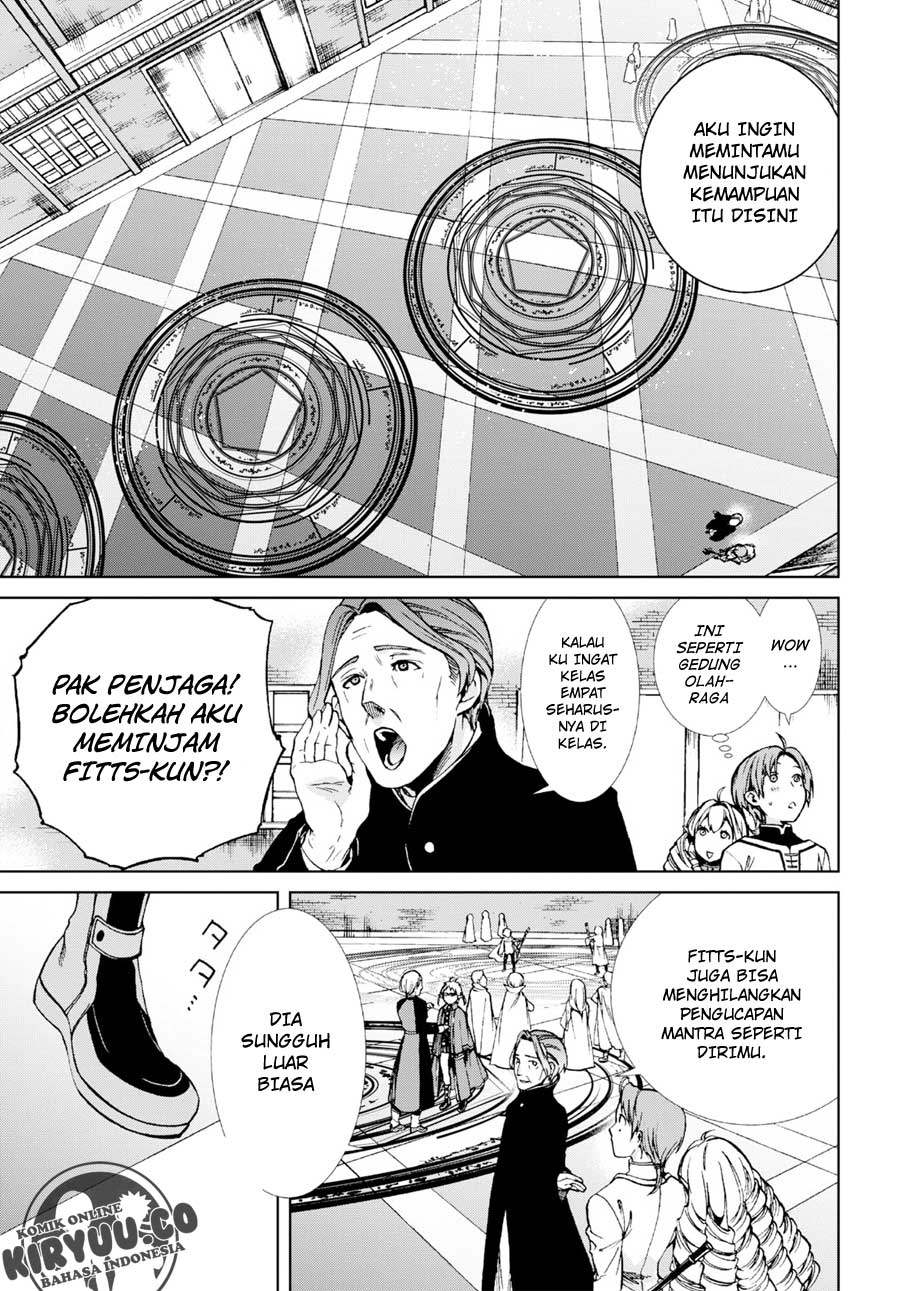 AKU INGIN
MEMINTAMU
MENUNJUKAN
KEMAMPUAN
ITU DISINI
WOW
...
INI
SEPERTI
GEDUNG
OLAH-
RAGA
KALAU
KU INGAT
KELAS
EMPAT
SEHARUS-
NYA DI
KELAS.
PAK PENJAGA!
BOLEHKAH AKU
MEMINJAM
FITTS-KUN?!
FITTS-KUN
JUGA BISA
MENGHILANGKAN
PENGUCAPAN
MANTRA SEPERTI
DIRIMU.
DIA
SUNGGUH
LUAR
BIASA
タ
タ
KOMIK ONLINE
KIRYUU.CO
BAHASA INDONESIA